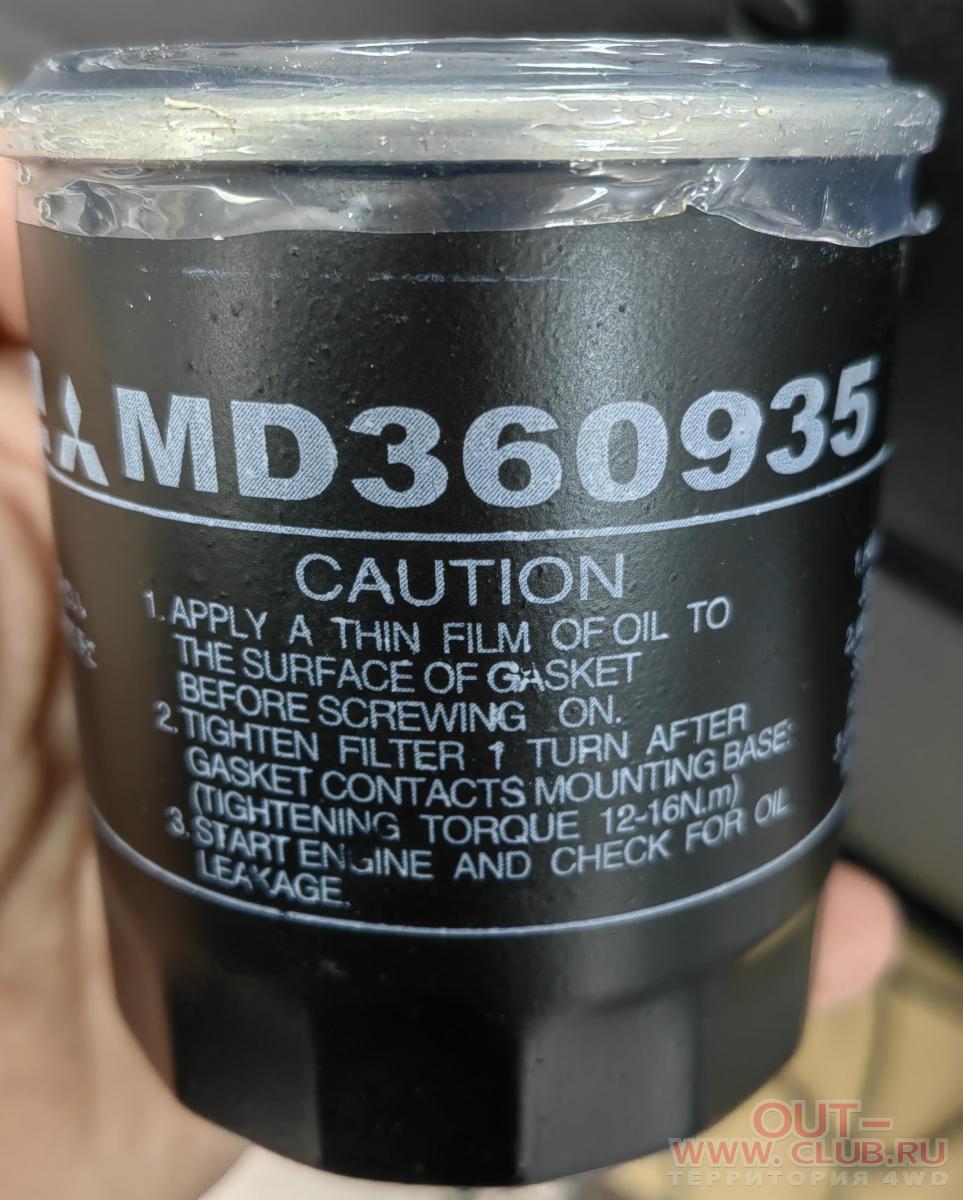 MD360935
CAUTION
1. APPLY A THIN FILM OF OIL TO
THE SURFACE OF GASKET
BEFORE SCREWING ON.
2. TIGHTEN FILTER 1 TURN AFTER
GASKET CONTACTS MOUNTING BASE.
(TIGHTENING TORQUE 12-16N.m)
3. START ENGINE AND CHECK FOR OIL
LEAKAGE.
OUT-
WWW.CLUB.RU
ТЕРРИТОРИЯ 4WD